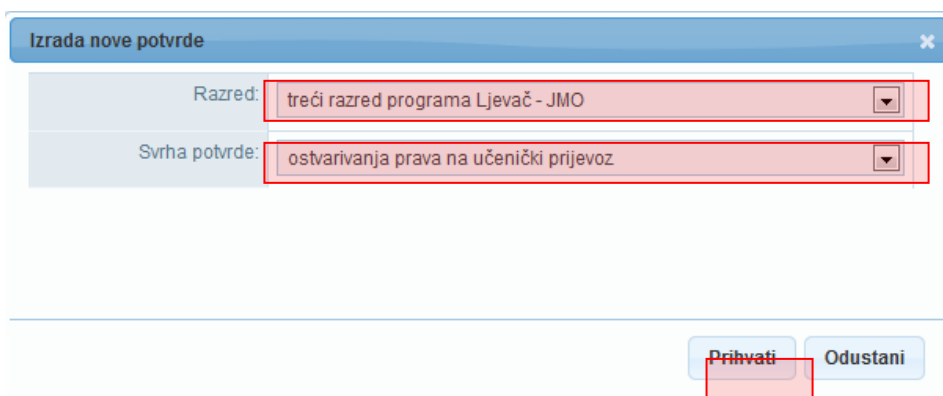 Izrada nove potvrde
Razred: treći razred programa Ljevač - JMO
Svrha potvrde: ostvarivanja prava na učenički prijevoz
Prihvati Odustani